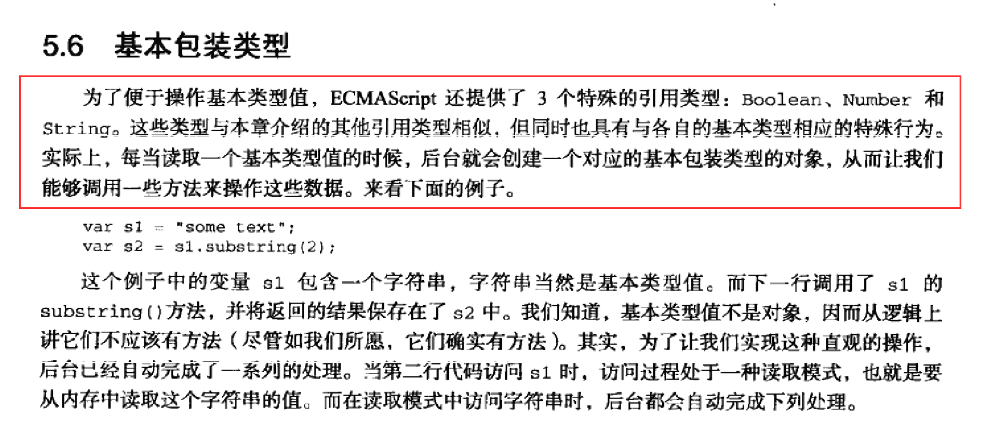 5.6 基本包装类型
为了便于操作基本类型值，ECMAScript 还提供了 3 个特殊的引用类型：Boolean、Number 和
String。这些类型与本章介绍的其他引用类型相似，但同时也具有与各自的基本类型相应的特殊行为。
实际上，每当读取一个基本类型值的时候，后台就会创建一个对应的基本包装类型的对象，从而让我们
能够调用一些方法来操作这些数据。来看下面的例子。
var s1 = "some text";
var s2 = s1.substring(2);
这个例子中的变量 s1 包含一个字符串，字符串当然是基本类型值。而下一行调用了 s1 的
substring()方法，并将返回的结果保存在了 s2 中。我们知道，基本类型值不是对象，因而从逻辑上
讲它们不应该有方法（尽管如我们所愿，它们确实有方法）。其实，为了让我们实现这种直观的操作，
后台已经自动完成了一系列的处理。当第二行代码访问 s1 时，访问过程处于一种读取模式，也就是要
从内存中读取这个字符串的值。而在读取模式中访问字符串时，后台都会自动完成下列处理。